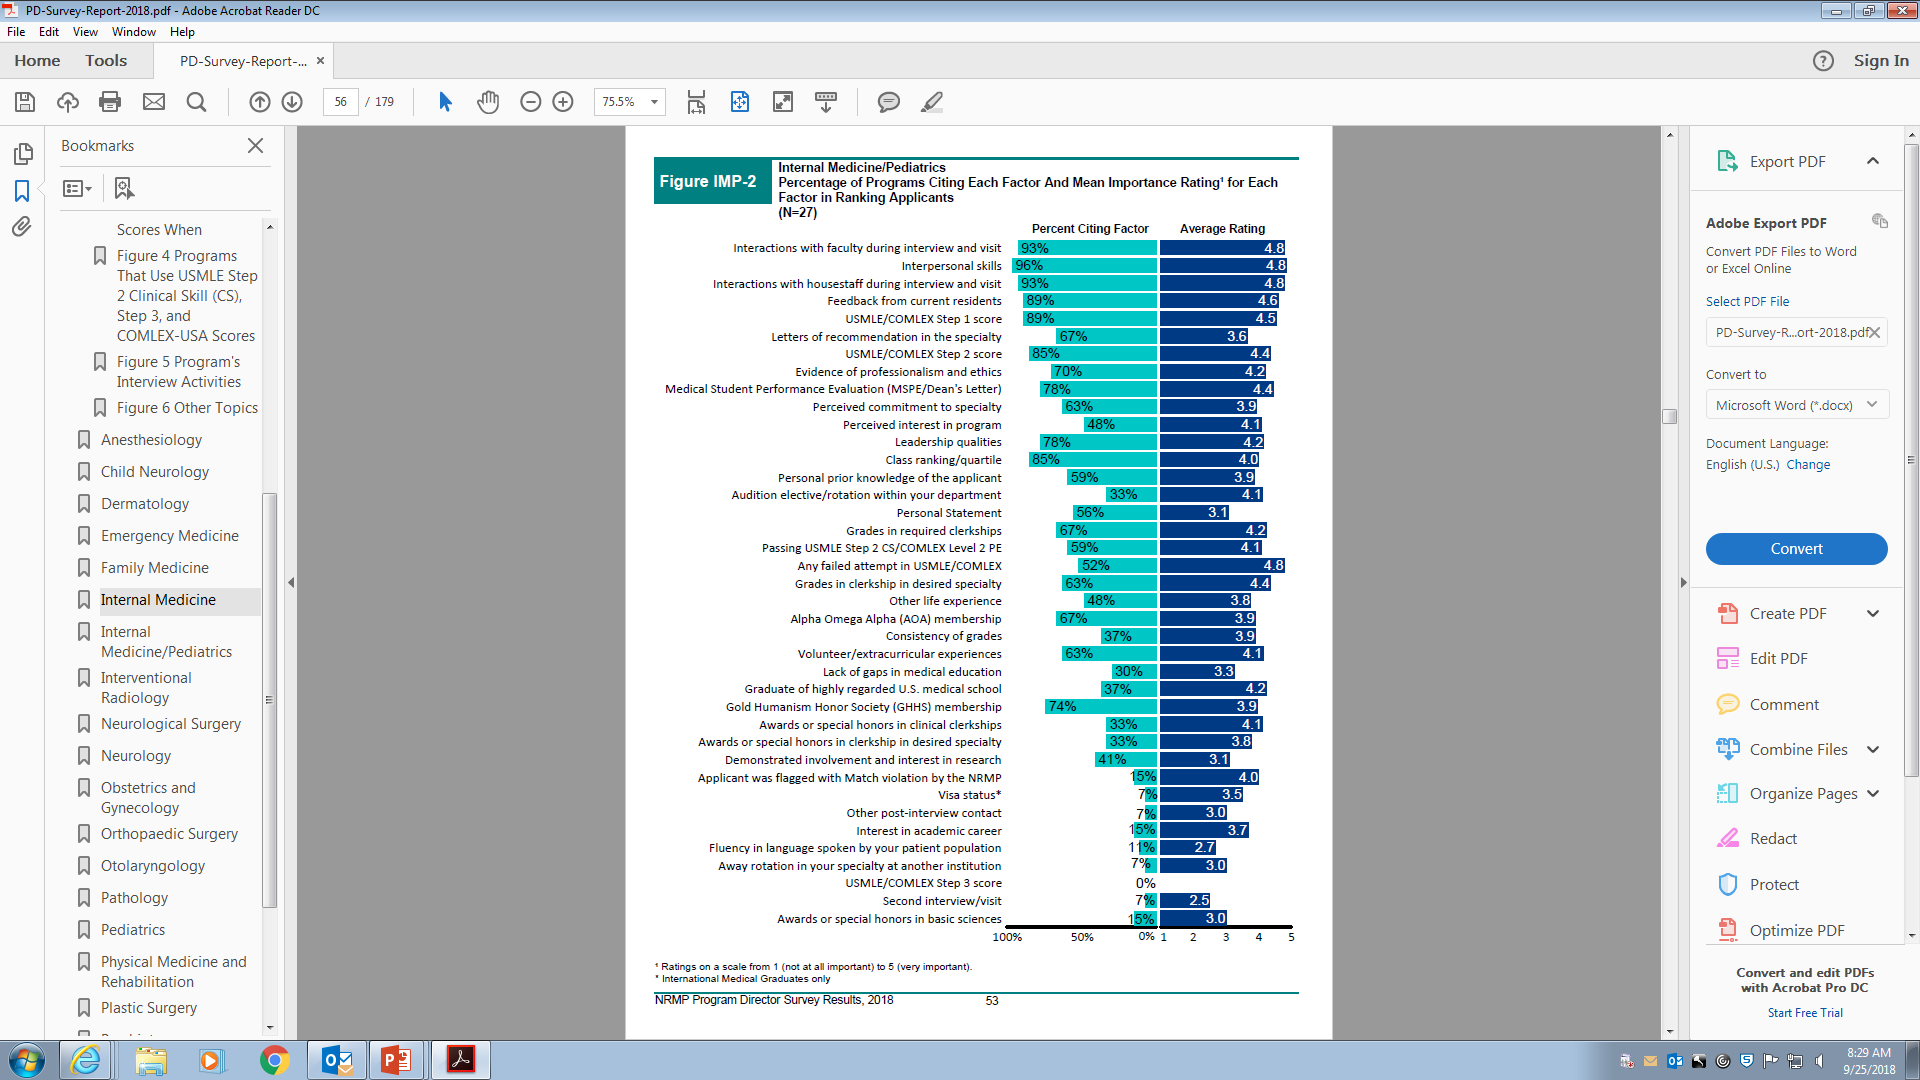 PD-Survey-Report-2018.pdf - Adobe Acrobat Reader DC
File Edit View Window Help
Home Tools PD-Survey-Report-... × Sign In
56 / 179 75.5%
Bookmarks
Scores When
Figure 4 Programs
That Use USMLE Step
2 Clinical Skill (CS),
Step 3, and
COMLEX-USA Scores
Figure 5 Program's
Interview Activities
Figure 6 Other Topics
Anesthesiology
Child Neurology
Dermatology
Emergency Medicine
Family Medicine
Internal Medicine
Internal
Medicine/Pediatrics
Interventional
Radiology
Neurological Surgery
Neurology
Obstetrics and
Gynecology
Orthopaedic Surgery
Otolaryngology
Pathology
Pediatrics
Physical Medicine and
Rehabilitation
Plastic Surgery
Figure IMP-2
Internal Medicine/Pediatrics
Percentage of Programs Citing Each Factor And Mean Importance Rating¹ for Each
Factor in Ranking Applicants
(N=27)
Percent Citing Factor Average Rating
Interactions with faculty during interview and visit 93% 4.8
Interpersonal skills 96% 4.8
Interactions with housestaff during interview and visit 93% 4.8
Feedback from current residents 89% 4.6
USMLE/COMLEX Step 1 score 89% 4.5
Letters of recommendation in the specialty 67% 3.6
USMLE/COMLEX Step 2 score 85% 4.4
Evidence of professionalism and ethics 70% 4.2
Medical Student Performance Evaluation (MSPE/Dean's Letter) 78% 4.4
Perceived commitment to specialty 63% 3.9
Perceived interest in program 48% 4.1
Leadership qualities 78% 4.2
Class ranking/quartile 85% 4.0
Personal prior knowledge of the applicant 59% 3.9
Audition elective/rotation within your department 33% 4.1
Personal Statement 56% 3.1
Grades in required clerkships 67% 4.2
Passing USMLE Step 2 CS/COMLEX Level 2 PE 59% 4.1
Any failed attempt in USMLE/COMLEX 52% 4.8
Grades in clerkship in desired specialty 63% 4.4
Other life experience 48% 3.8
Alpha Omega Alpha (AOA) membership 67% 3.9
Consistency of grades 37% 3.9
Volunteer/extracurricular experiences 63% 4.1
Lack of gaps in medical education 30% 3.3
Graduate of highly regarded U.S. medical school 37% 4.2
Gold Humanism Honor Society (GHHS) membership 74% 3.9
Awards or special honors in clinical clerkships 33% 4.1
Awards or special honors in clerkship in desired specialty 33% 3.8
Demonstrated involvement and interest in research 41% 3.1
Applicant was flagged with Match violation by the NRMP 15% 4.0
Visa status* 7% 3.5
Other post-interview contact 7% 3.0
Interest in academic career 15% 3.7
Fluency in language spoken by your patient population 11% 2.7
Away rotation in your specialty at another institution 7% 3.0
USMLE/COMLEX Step 3 score 0%
Second interview/visit 7% 2.5
Awards or special honors in basic sciences 15% 3.0
100% 50% 0% 1 2 3 4 5
¹ Ratings on a scale from 1 (not at all important) to 5 (very important).
* International Medical Graduates only
NRMP Program Director Survey Results, 2018 53
Export PDF
Adobe Export PDF
Convert PDF Files to Word
or Excel Online
Select PDF File
PD-Survey-R...ort-2018.pdf
Convert to
Microsoft Word (*.docx)
Document Language:
English (U.S.) Change
Convert
Create PDF
Edit PDF
Comment
Combine Files
Organize Pages
Redact
Protect
Optimize PDF
Convert and edit PDFs
with Acrobat Pro DC
Start Free Trial
8:29 AM
9/25/2018